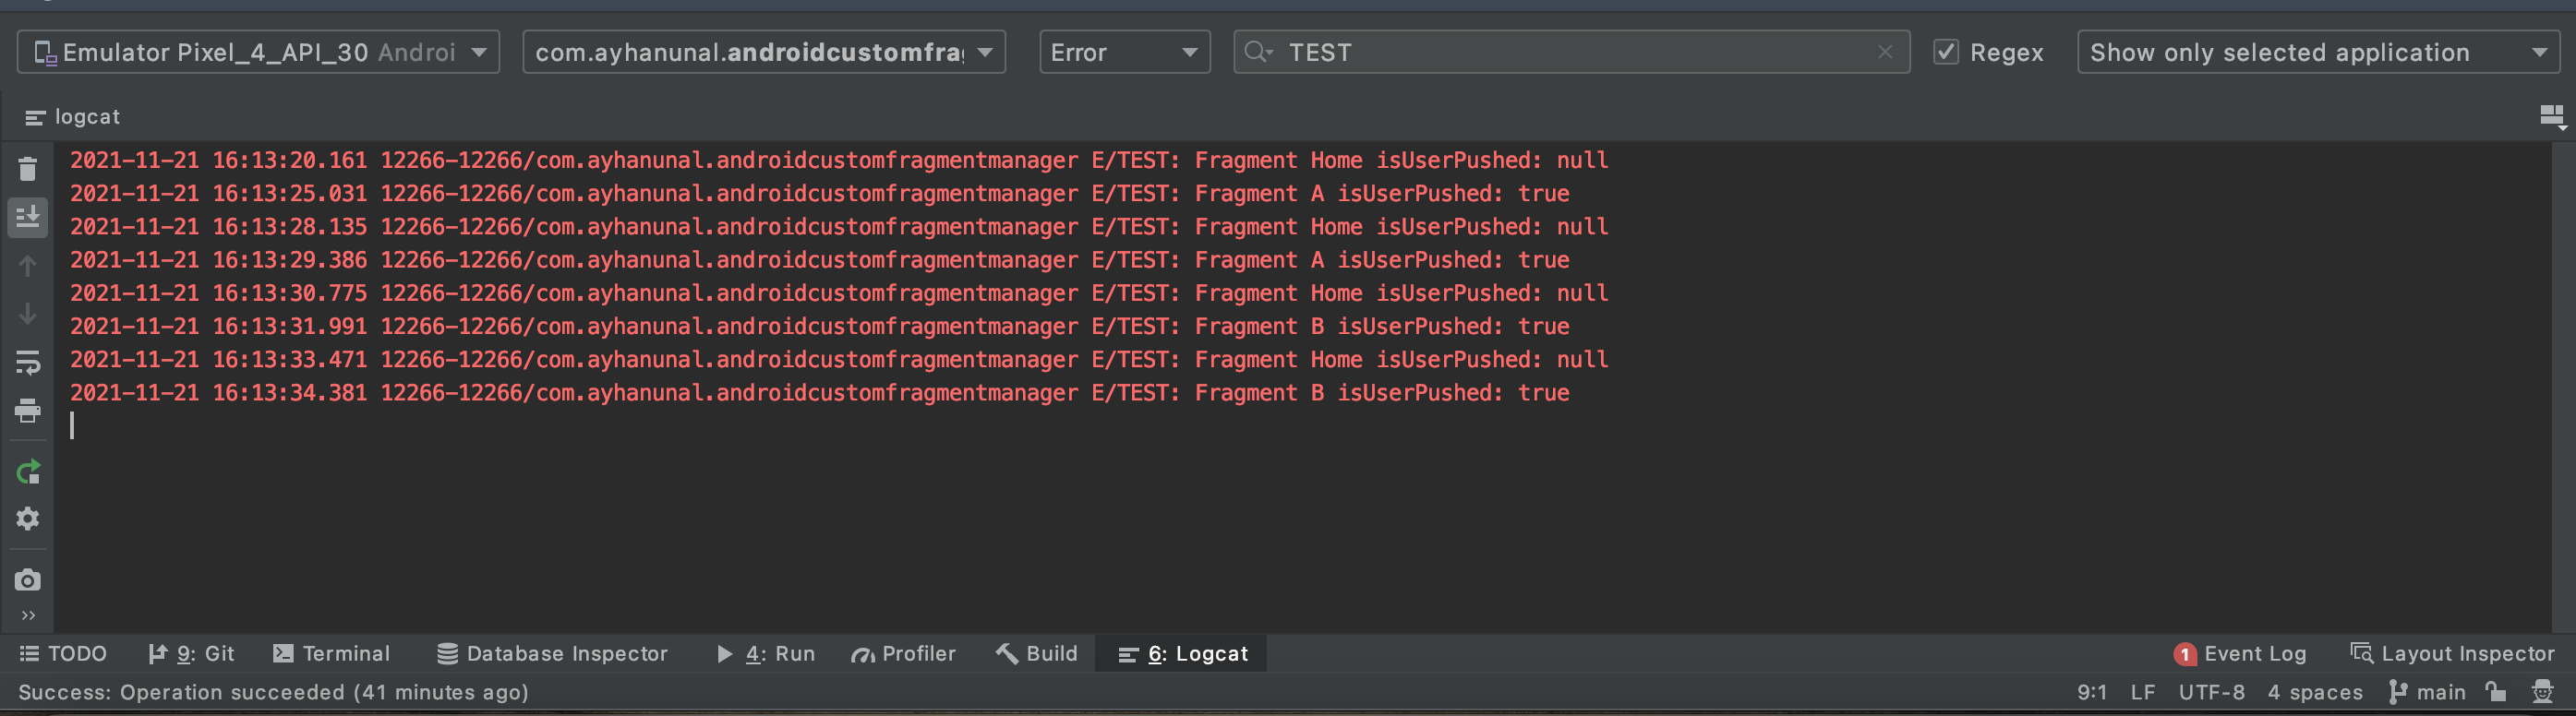 Emulator Pixel_4_API_30 Androi com.ayhanunal.androidcustomfra Error TEST Regex Show only selected application
logcat
2021-11-21 16:13:20.161 12266-12266/com.ayhanunal.androidcustomfragmentmanager E/TEST: Fragment Home isUserPushed: null
2021-11-21 16:13:25.031 12266-12266/com.ayhanunal.androidcustomfragmentmanager E/TEST: Fragment A isUserPushed: true
2021-11-21 16:13:28.135 12266-12266/com.ayhanunal.androidcustomfragmentmanager E/TEST: Fragment Home isUserPushed: null
2021-11-21 16:13:29.386 12266-12266/com.ayhanunal.androidcustomfragmentmanager E/TEST: Fragment A isUserPushed: true
2021-11-21 16:13:30.775 12266-12266/com.ayhanunal.androidcustomfragmentmanager E/TEST: Fragment Home isUserPushed: null
2021-11-21 16:13:31.991 12266-12266/com.ayhanunal.androidcustomfragmentmanager E/TEST: Fragment B isUserPushed: true
2021-11-21 16:13:33.471 12266-12266/com.ayhanunal.androidcustomfragmentmanager E/TEST: Fragment Home isUserPushed: null
2021-11-21 16:13:34.381 12266-12266/com.ayhanunal.androidcustomfragmentmanager E/TEST: Fragment B isUserPushed: true
TODO 9: Git Terminal Database Inspector 4: Run Profiler Build 6: Logcat 1 Event Log Layout Inspector
Success: Operation succeeded (41 minutes ago) 9:1 LF UTF-8 4 spaces main